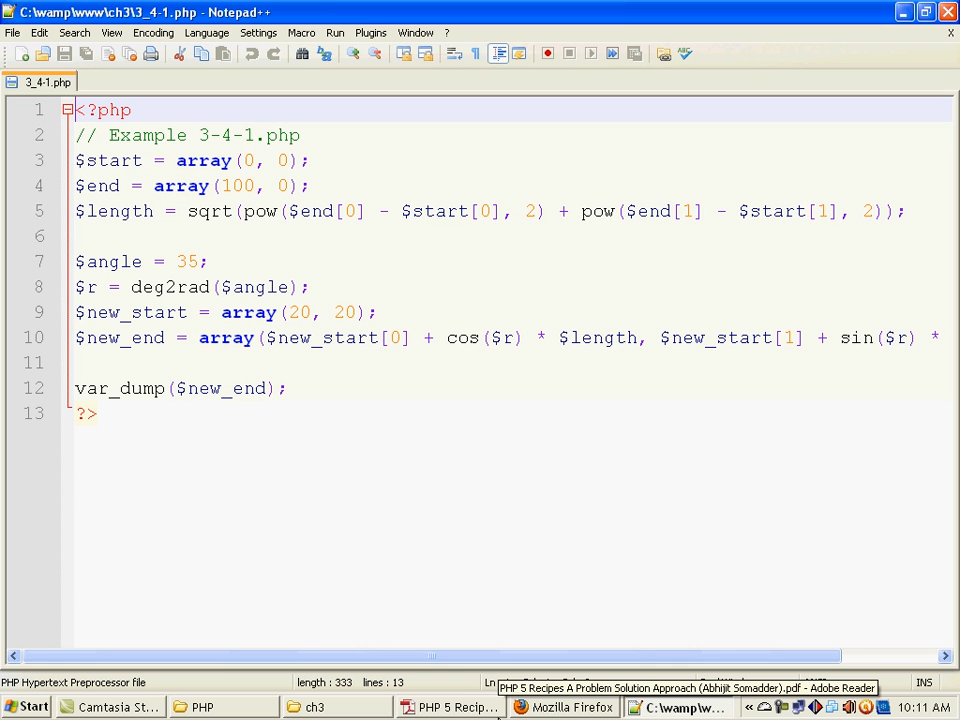 C:\wamp\www\ch3\3_4-1.php - Notepad++
File Edit Search View Encoding Language Settings Macro Run Plugins Window ? X
3_4-1.php
1 <?php
2 // Example 3-4-1.php
3 $start = array(0, 0);
4 $end = array(100, 0);
5 $length = sqrt(pow($end[0] - $start[0], 2) + pow($end[1] - $start[1], 2));
6
7 $angle = 35;
8 $r = deg2rad($angle);
9 $new_start = array(20, 20);
10 $new_end = array($new_start[0] + cos($r) * $length, $new_start[1] + sin($r) *
11
12 var_dump($new_end);
13 ?>
PHP Hypertext Preprocessor file length : 333 lines : 13 Ln INS
PHP 5 Recipes A Problem Solution Approach (Abhijit Somadder).pdf - Adobe Reader
Start Camtasia St... PHP ch3 PHP 5 Recip... Mozilla Firefox C:\wamp\w... « 10:11 AM